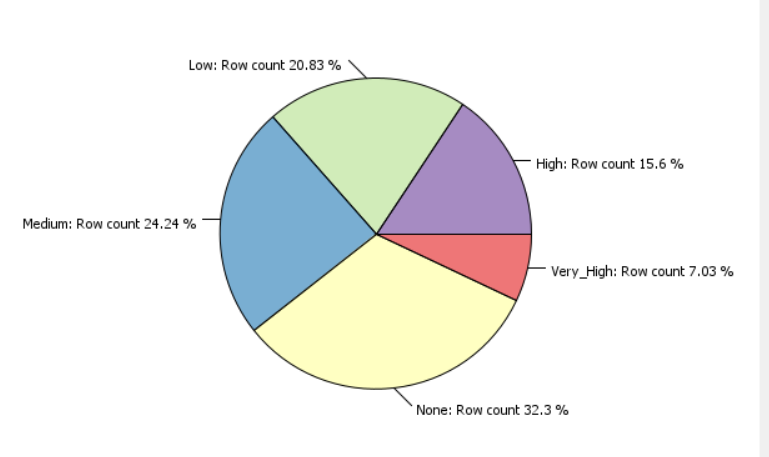 Low: Row count 20.83 %
High: Row count 15.6 %
Medium: Row count 24.24 %
Very_High: Row count 7.03 %
None: Row count 32.3 %